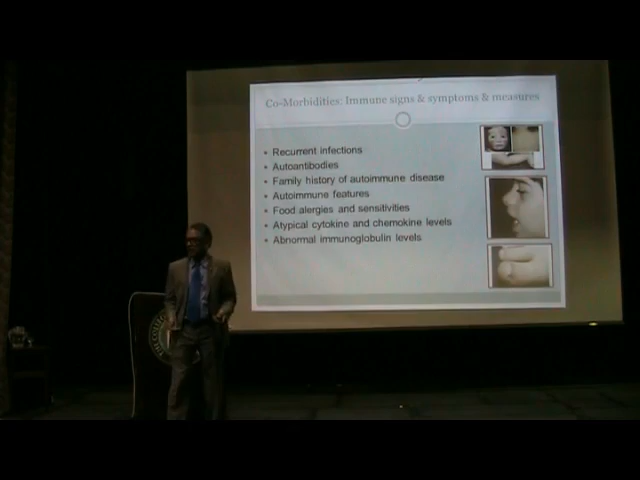 Co-Morbidities: Immune signs & symptoms & measures
• Recurrent infections
• Autoantibodies
• Family history of autoimmune disease
• Autoimmune features
• Food alergies and sensitivities
• Atypical cytokine and chemokine levels
• Abnormal immunoglobulin levels